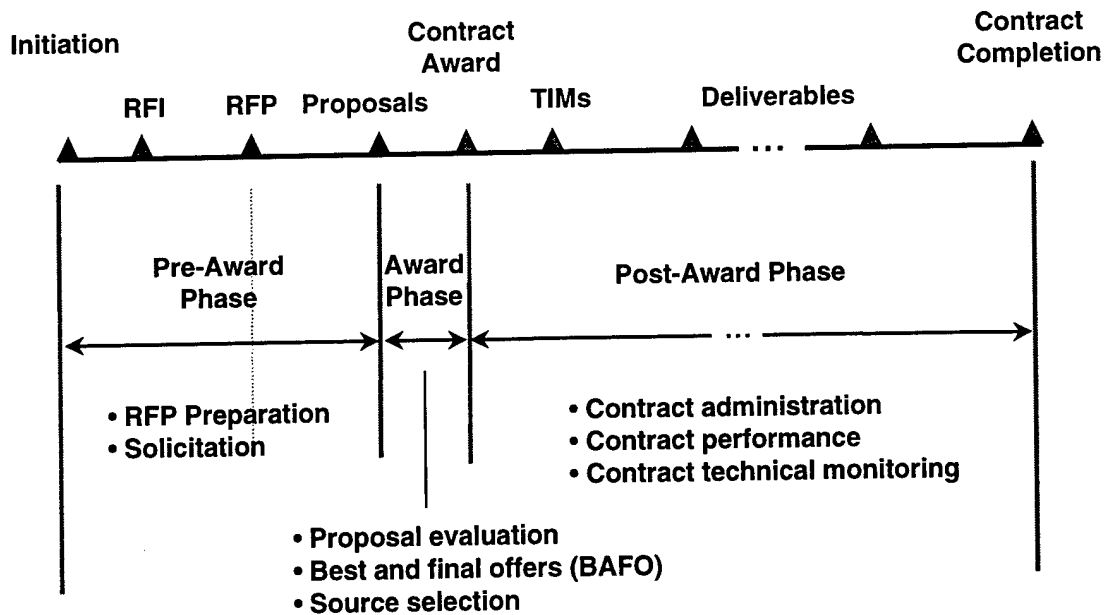 Initiation
Contract
Award
Contract
Completion
RFI
RFP
Proposals
TIMs
Deliverables
...
Pre-Award
Phase
Award
Phase
Post-Award Phase
...
• RFP Preparation
• Solicitation
• Contract administration
• Contract performance
• Contract technical monitoring
• Proposal evaluation
• Best and final offers (BAFO)
• Source selection